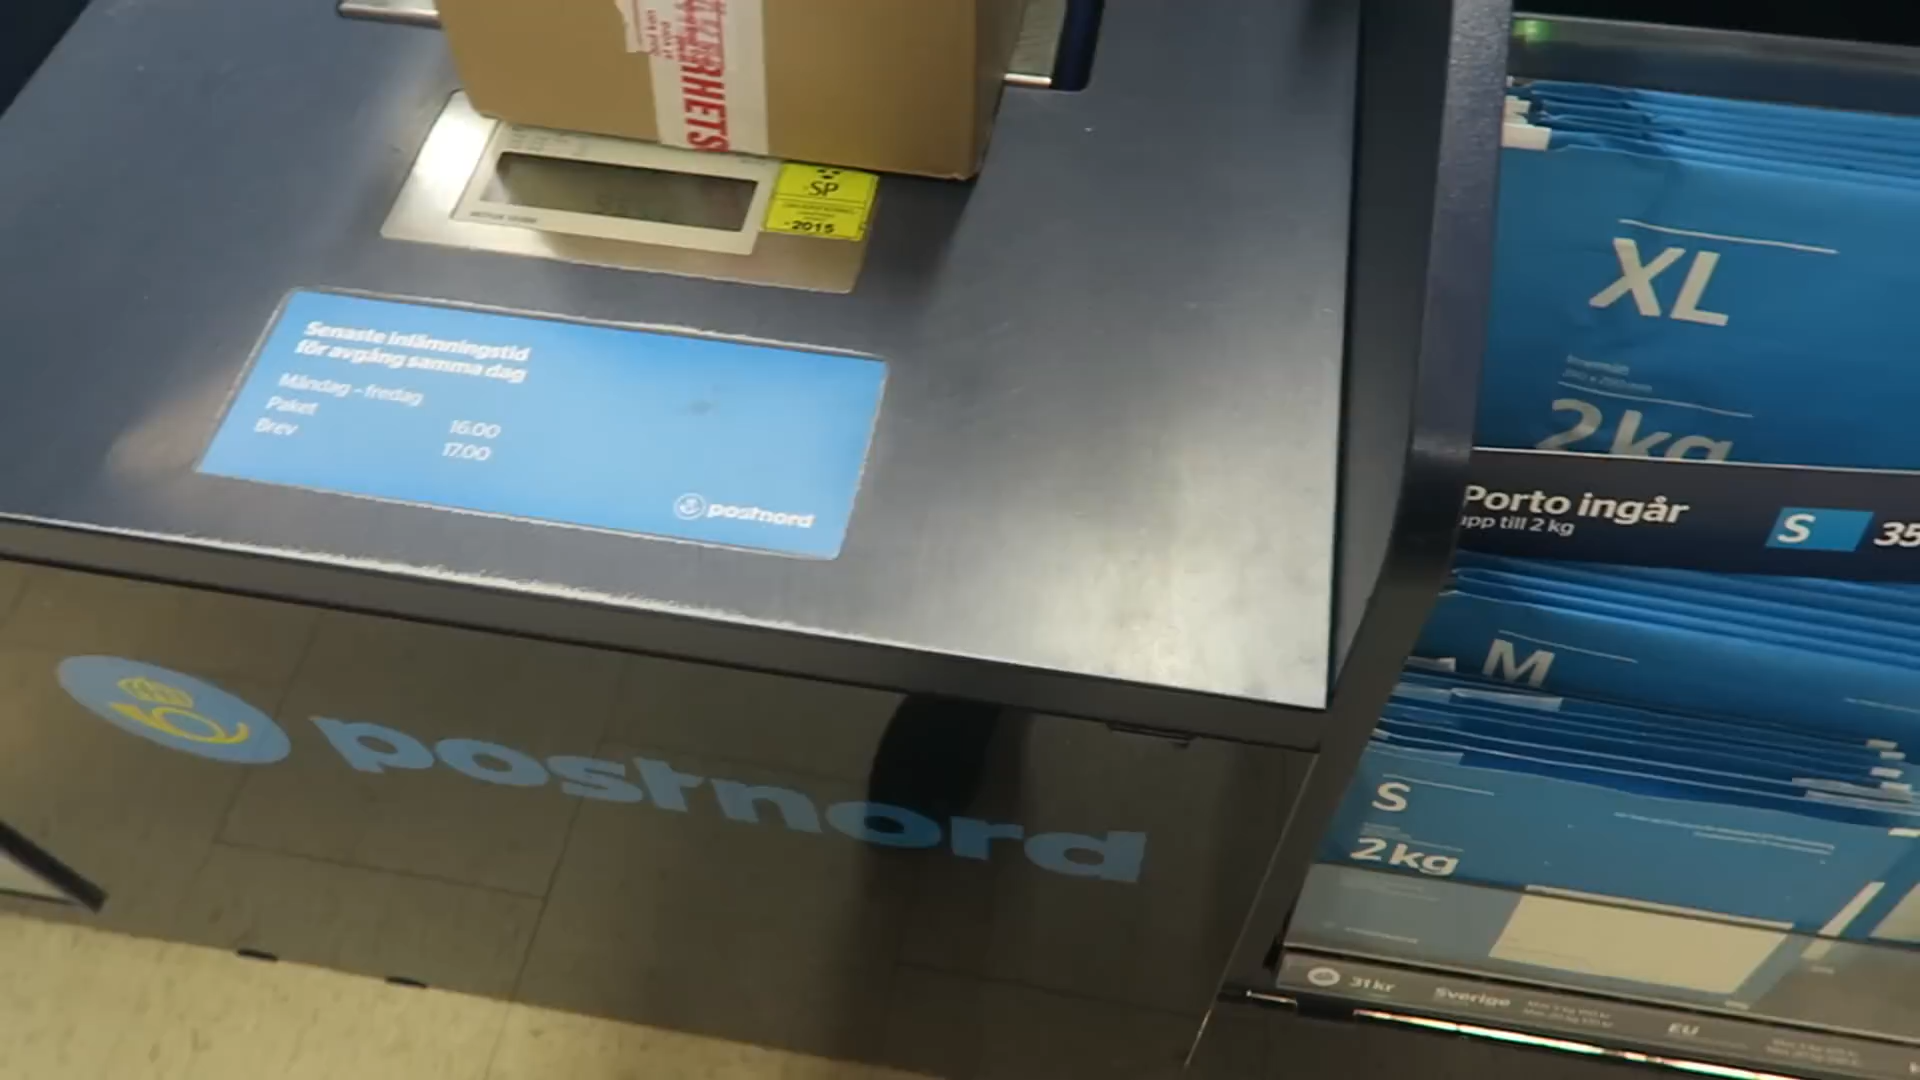 RHETS
SP
2015
Senaste inlämningstid
för avgång samma dag
Måndag - fredag
Paket 16.00
Brev 17.00
postnord
postnord
XL
2kg
Porto ingår
upp till 2 kg
S 35
M
S
2kg
31 kr
Sverige
EU